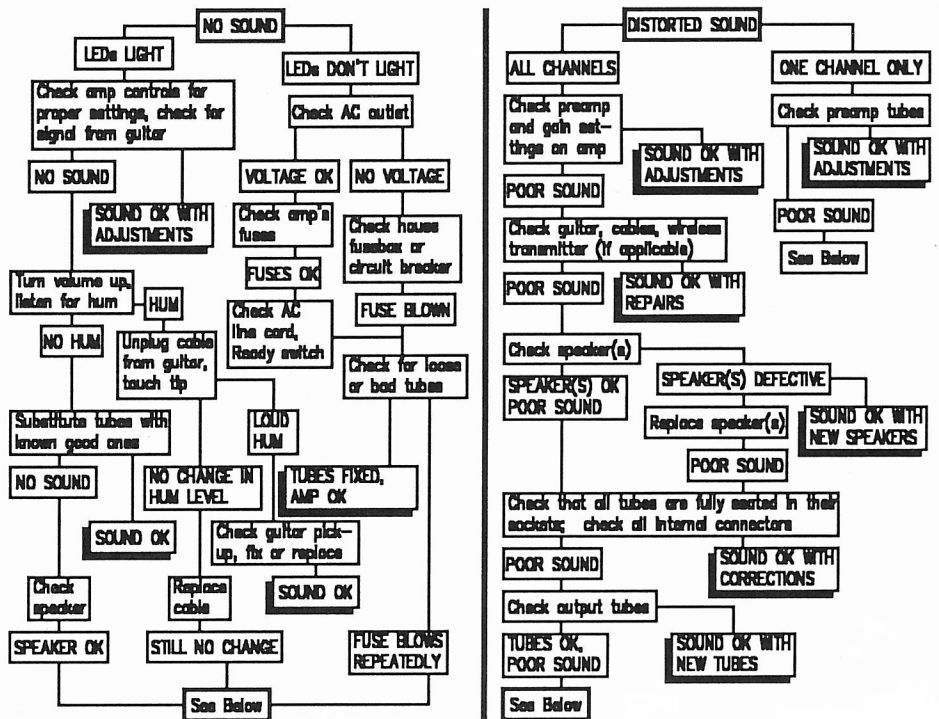 NO SOUND
LEDs LIGHT
LEDs DON'T LIGHT
Check amp controls for
proper settings, check for
signal from guitar
Check AC outlet
NO SOUND
SOUND OK WITH
ADJUSTMENTS
VOLTAGE OK
NO VOLTAGE
Check amp's
fuses
Check house
fusebox or
circuit breaker
FUSES OK
Turn volume up,
listen for hum
HUM
Check AC
line cord,
Ready switch
FUSE BLOWN
NO HUM
Unplug cable
from guitar,
touch tip
Check for loose
or bad tubes
Substitute tubes with
known good ones
LOUD
HUM
NO SOUND
NO CHANGE IN
HUM LEVEL
TUBES FIXED,
AMP OK
SOUND OK
Check guitar pick-
up, fix or replace
Check
speaker
Replace
cable
SOUND OK
SPEAKER OK
STILL NO CHANGE
FUSE BLOWS
REPEATEDLY
See Below
DISTORTED SOUND
ALL CHANNELS
ONE CHANNEL ONLY
Check preamp
and gain set-
tings on amp
Check preamp tubes
SOUND OK WITH
ADJUSTMENTS
SOUND OK WITH
ADJUSTMENTS
POOR SOUND
POOR SOUND
Check guitar, cables, wireless
transmitter (if applicable)
See Below
POOR SOUND
SOUND OK WITH
REPAIRS
Check speaker(s)
SPEAKER(S) OK
POOR SOUND
SPEAKER(S) DEFECTIVE
Replace speaker(s)
SOUND OK WITH
NEW SPEAKERS
POOR SOUND
Check that all tubes are fully seated in their
sockets; check all internal connectors
POOR SOUND
SOUND OK WITH
CORRECTIONS
Check output tubes
TUBES OK,
POOR SOUND
SOUND OK WITH
NEW TUBES
See Below